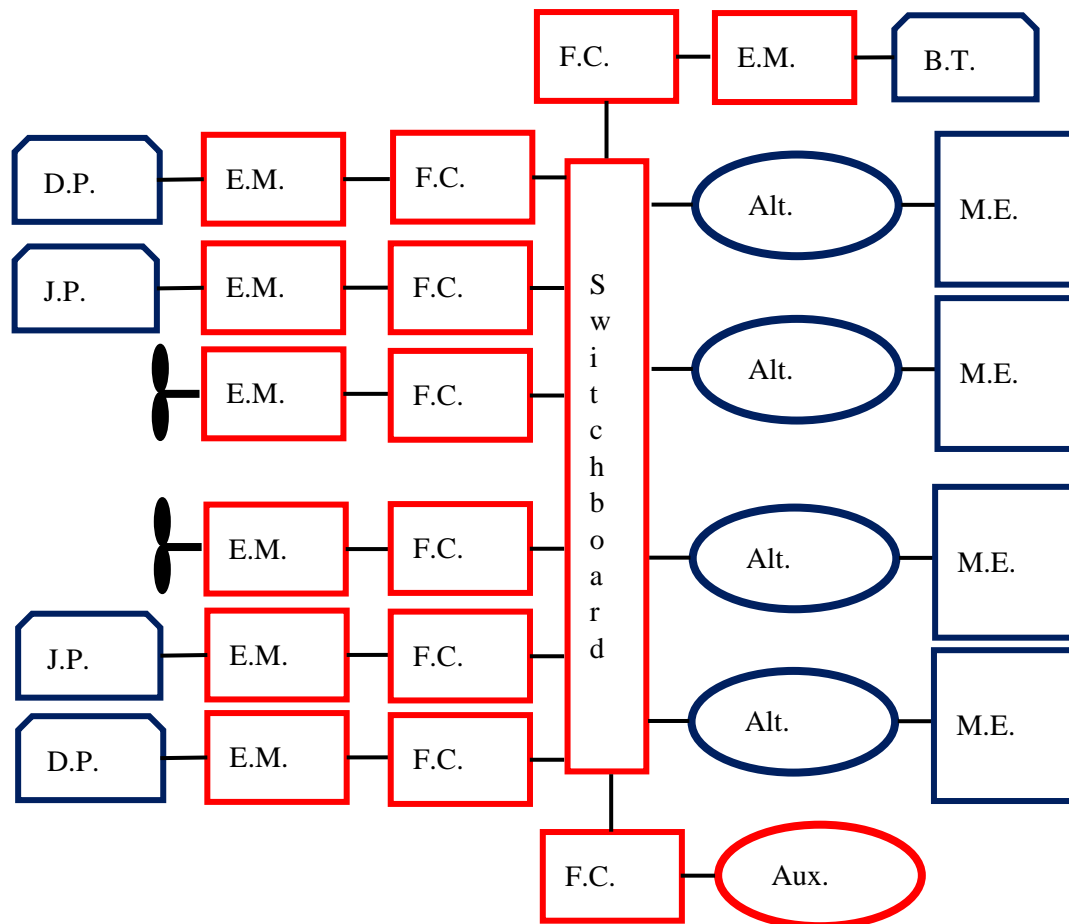 F.C.
E.M.
B.T.
D.P.
E.M.
F.C.
Alt.
M.E.
J.P.
E.M.
F.C.
S
w
i
t
c
h
b
o
a
r
d
E.M.
F.C.
Alt.
M.E.
E.M.
F.C.
Alt.
M.E.
J.P.
E.M.
F.C.
D.P.
E.M.
F.C.
Alt.
M.E.
F.C.
Aux.